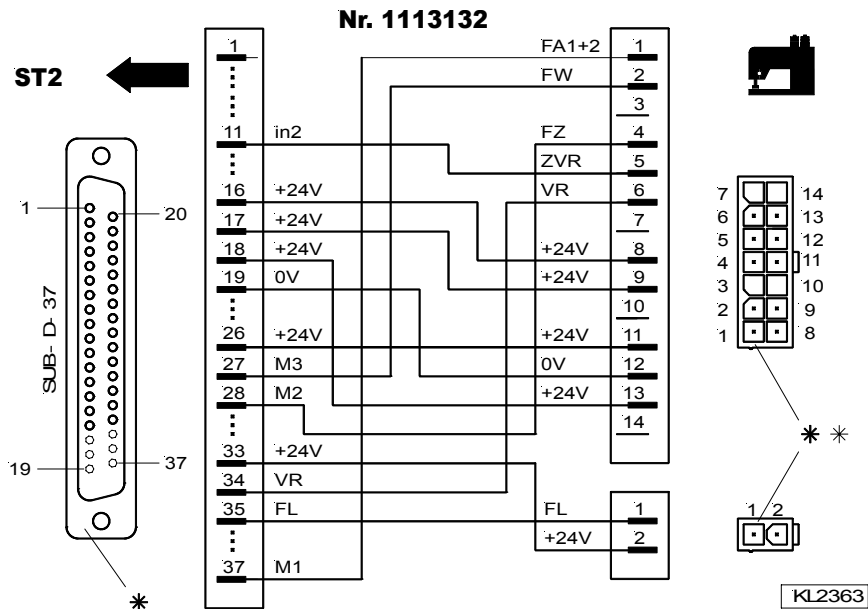 Nr. 1113132
ST2
1
11 in2
16 +24V
17 +24V
18 +24V
19 0V
26 +24V
27 M3
28 M2
33 +24V
34 VR
35 FL
37 M1
FA1+2 1
FW 2
3
FZ 4
ZVR 5
VR 6
7
+24V 8
+24V 9
10
+24V 11
0V 12
+24V 13
14
FL 1
+24V 2
1
20
SUB- D- 37
19
37
*
7 14
6 13
5 12
4 11
3 10
2 9
1 8
* *
1 2
KL2363